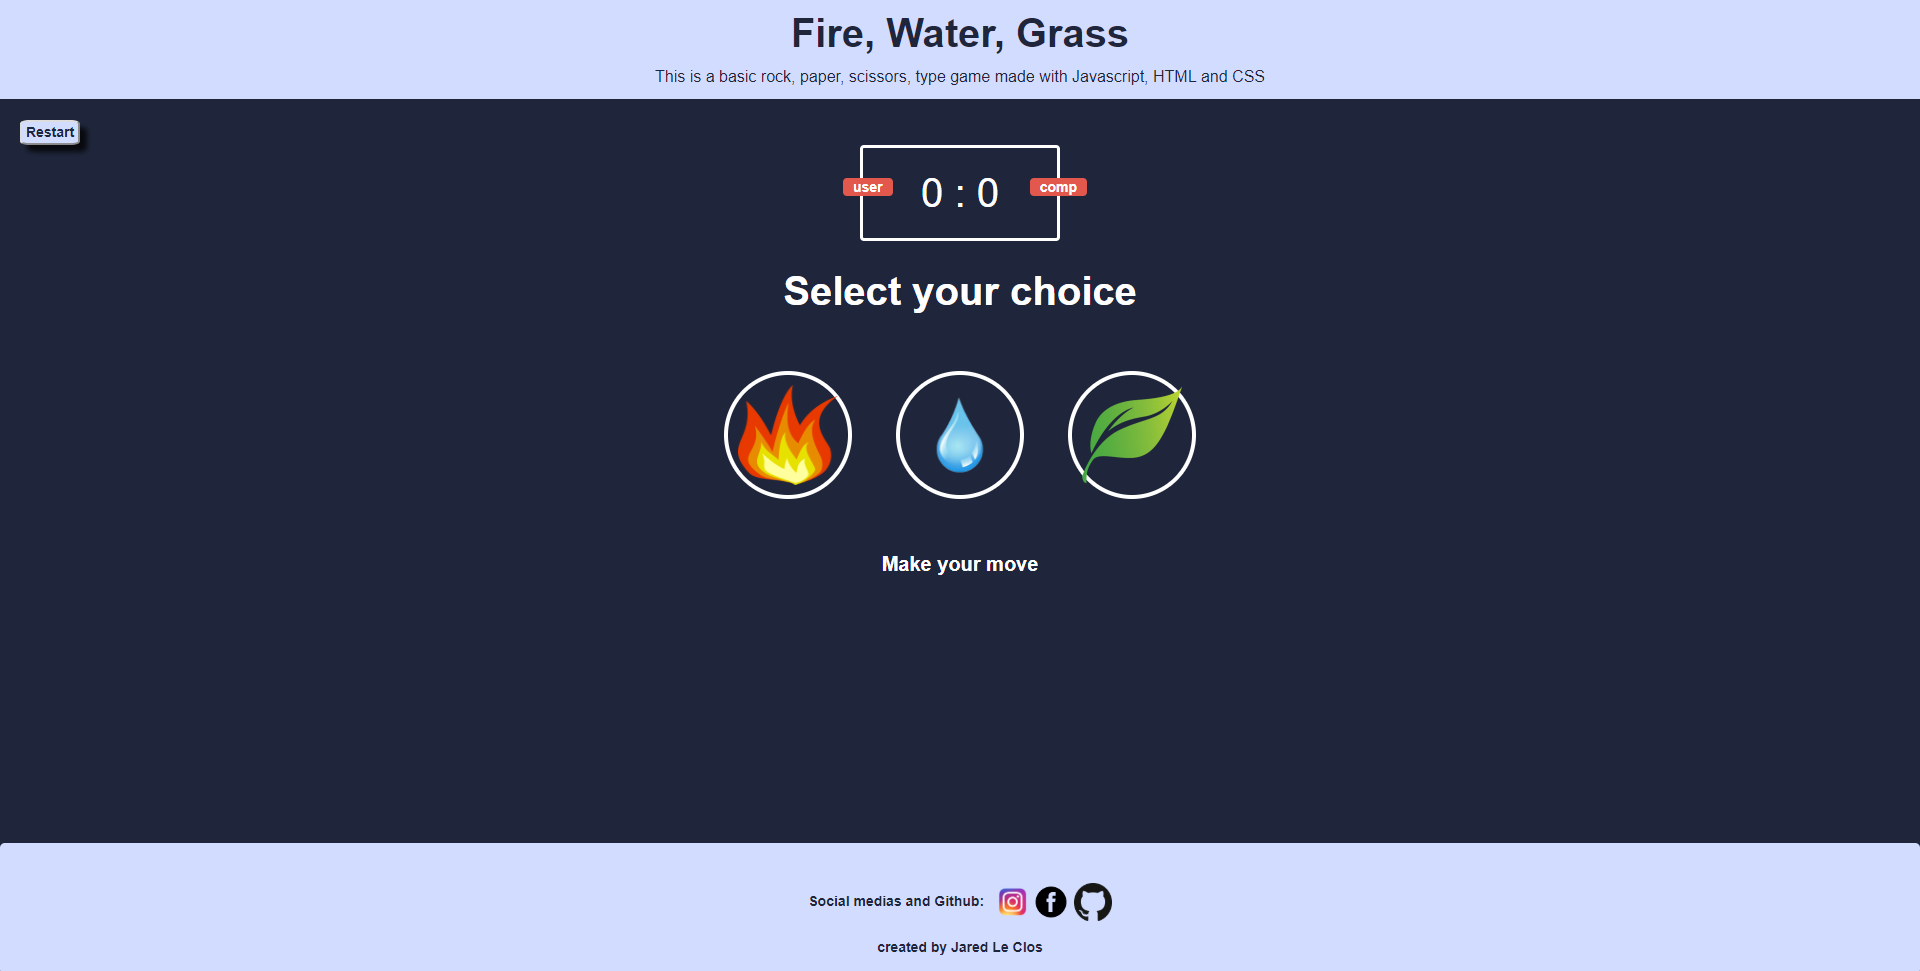 Fire, Water, Grass
This is a basic rock, paper, scissors, type game made with Javascript, HTML and CSS
Restart
user 0 : 0 comp
Select your choice
Make your move
Social medias and Github:
created by Jared Le Clos